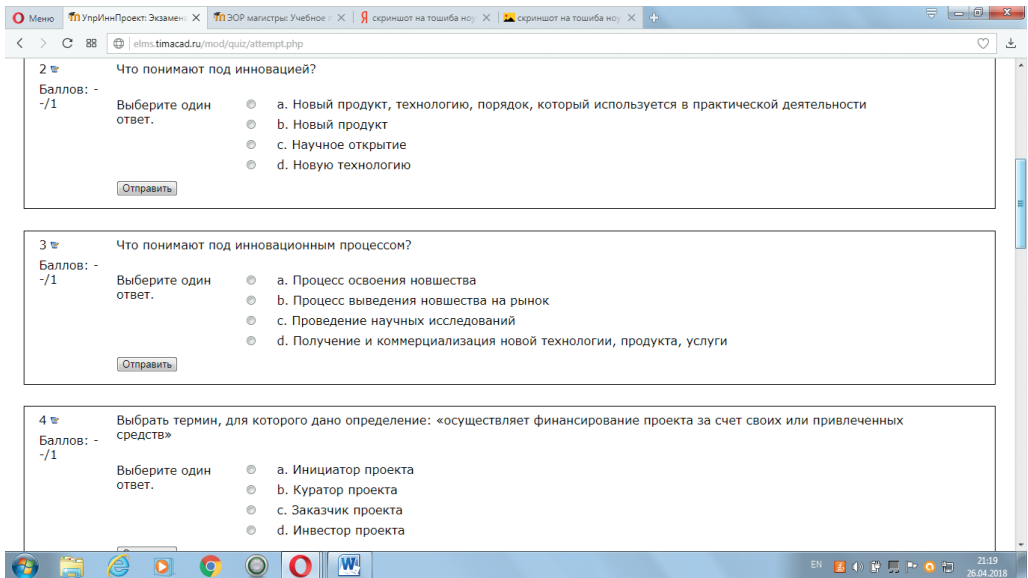 Меню
УпрИннПроект: Экзамен
ЭОР магистры: Учебное п
скриншот на тошиба ноу
скриншот на тошиба ноу
elms.timacad.ru/mod/quiz/attempt.php
2 Что понимают под инновацией?
Баллов: -
-/1
Выберите один
ответ.
a. Новый продукт, технологию, порядок, который используется в практической деятельности
b. Новый продукт
c. Научное открытие
d. Новую технологию
Отправить
3 Что понимают под инновационным процессом?
Баллов: -
-/1
Выберите один
ответ.
a. Процесс освоения новшества
b. Процесс выведения новшества на рынок
c. Проведение научных исследований
d. Получение и коммерциализация новой технологии, продукта, услуги
Отправить
4 Выбрать термин, для которого дано определение: «осуществляет финансирование проекта за счет своих или привлеченных
средств»
Баллов: -
-/1
Выберите один
ответ.
a. Инициатор проекта
b. Куратор проекта
c. Заказчик проекта
d. Инвестор проекта
EN
21:19
26.04.2018